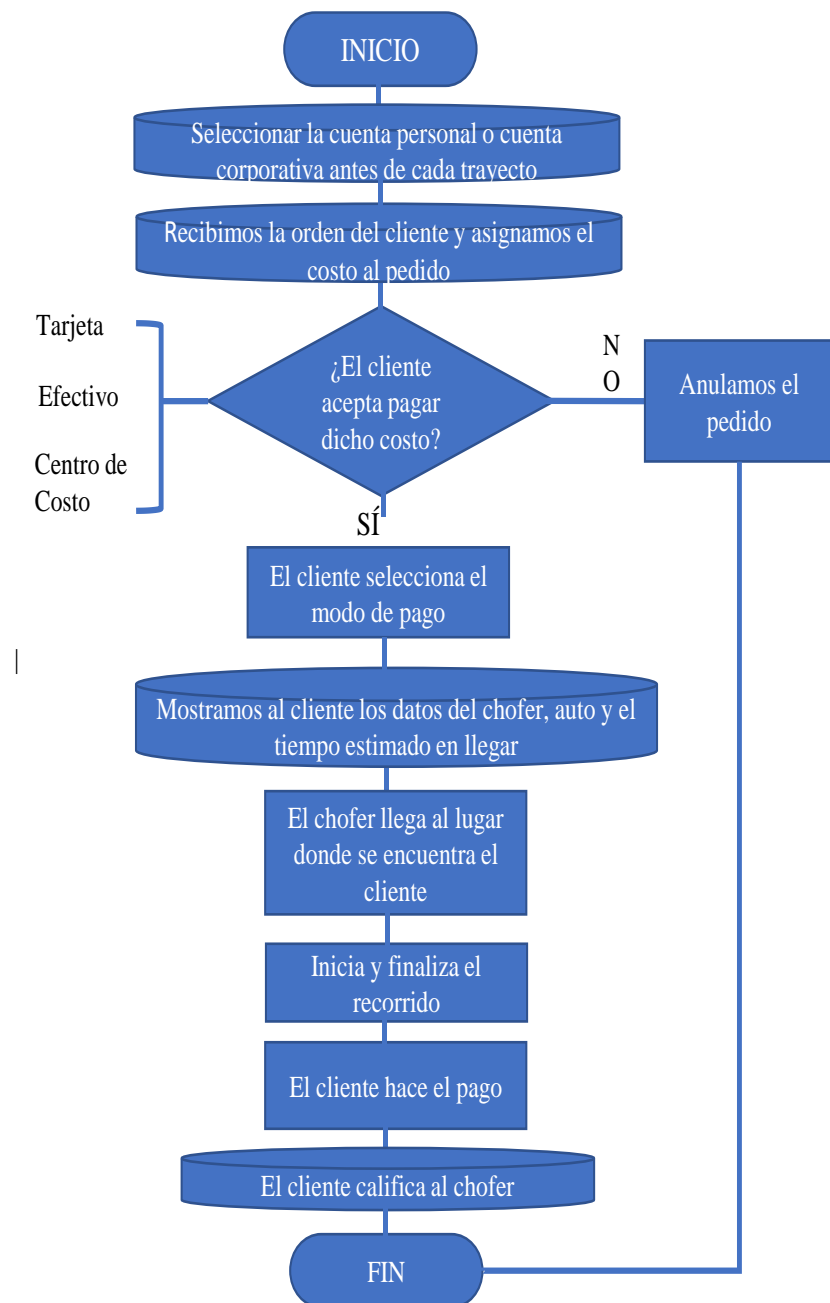 INICIO
Seleccionar la cuenta personal o cuenta
corporativa antes de cada trayecto
Recibimos la orden del cliente y asignamos el
costo al pedido
Tarjeta
Efectivo
Centro de
Costo
¿El cliente
acepta pagar
dicho costo?
N
O
Anulamos el
pedido
SÍ
El cliente selecciona el
modo de pago
|
Mostramos al cliente los datos del chofer, auto y el
tiempo estimado en llegar
El chofer llega al lugar
donde se encuentra el
cliente
Inicia y finaliza el
recorrido
El cliente hace el pago
El cliente califica al chofer
FIN